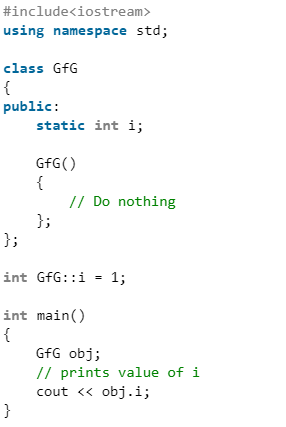 #include<iostream>
using namespace std;
class GfG
{
public:
    static int i;
    GfG()
    {
        // Do nothing
    };
};
int GfG::i = 1;
int main()
{
    GfG obj;
    // prints value of i
    cout << obj.i;
}